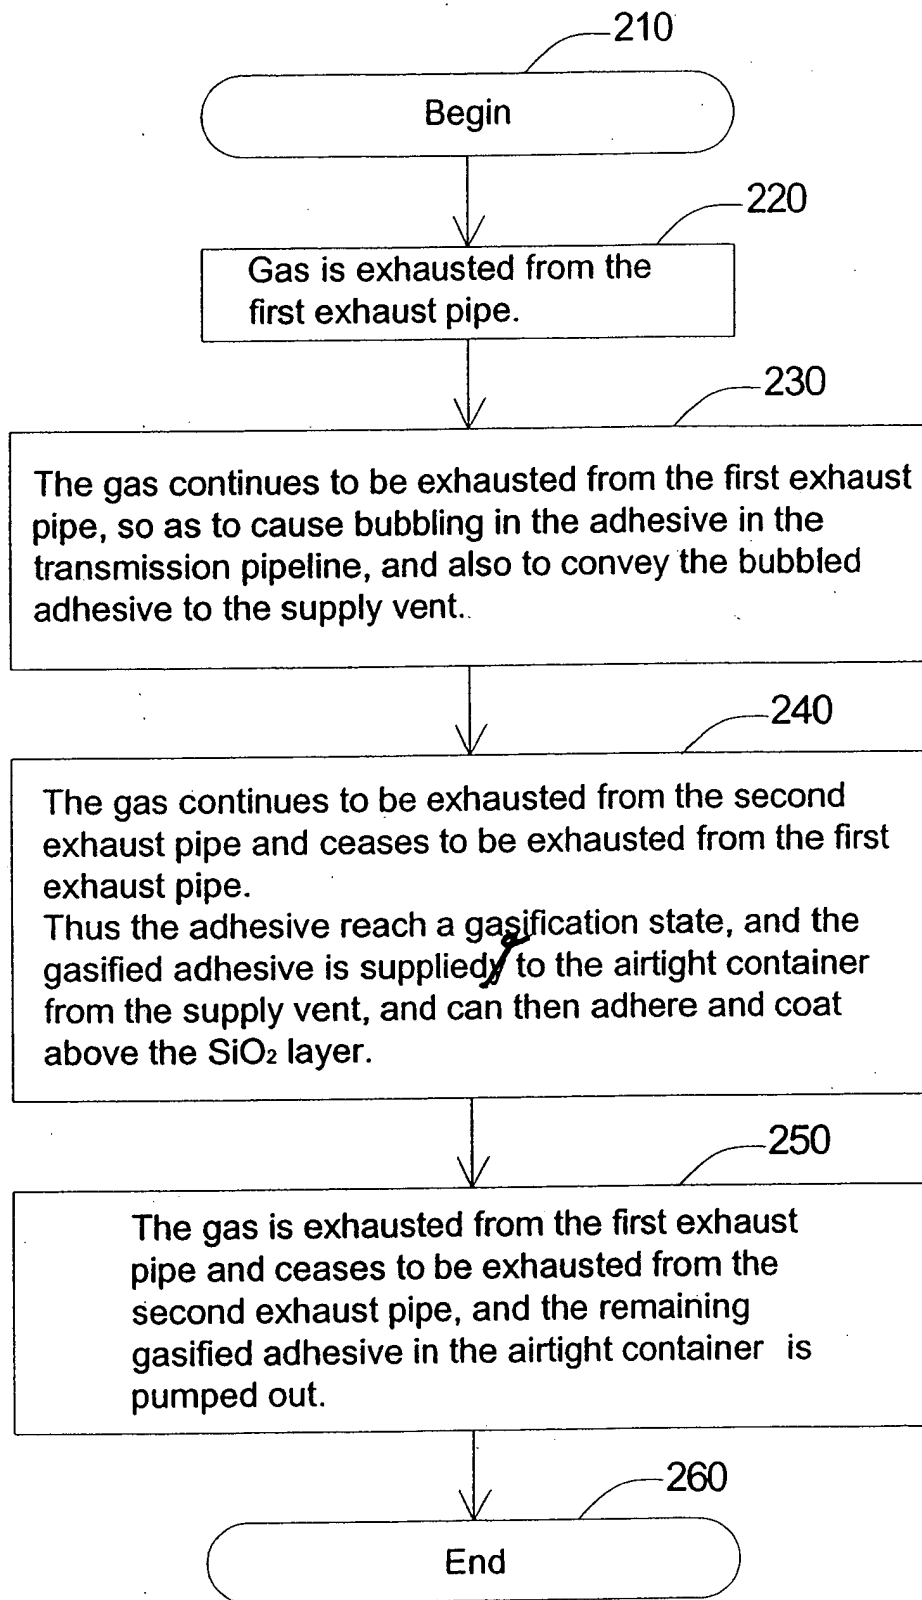 210
Begin
220
Gas is exhausted from the
first exhaust pipe.
230
The gas continues to be exhausted from the first exhaust
pipe, so as to cause bubbling in the adhesive in the
transmission pipeline, and also to convey the bubbled
adhesive to the supply vent.
240
The gas continues to be exhausted from the second
exhaust pipe and ceases to be exhausted from the first
exhaust pipe.
Thus the adhesive reach a gasification state, and the
gasified adhesive is supplied to the airtight container
from the supply vent, and can then adhere and coat
above the SiO₂ layer.
250
The gas is exhausted from the first exhaust
pipe and ceases to be exhausted from the
second exhaust pipe, and the remaining
gasified adhesive in the airtight container is
pumped out.
260
End